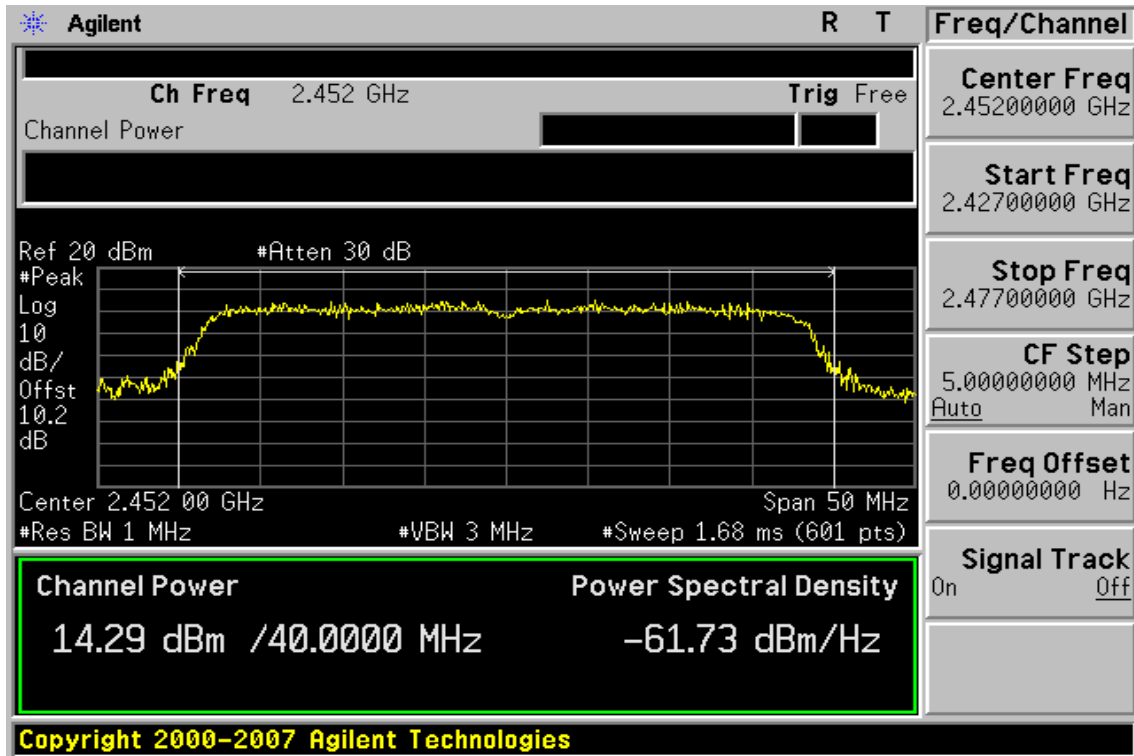 Agilent R T Freq/Channel
Ch Freq 2.452 GHz Trig Free
Channel Power
Center Freq
2.45200000 GHz
Start Freq
2.42700000 GHz
Stop Freq
2.47700000 GHz
CF Step
5.00000000 MHz
Auto Man
Freq Offset
0.00000000 Hz
Signal Track
On Off
Ref 20 dBm #Atten 30 dB
#Peak
Log
10
dB/
Offst
10.2
dB
Center 2.452 00 GHz Span 50 MHz
#Res BW 1 MHz #VBW 3 MHz #Sweep 1.68 ms (601 pts)
Channel Power Power Spectral Density
14.29 dBm /40.0000 MHz -61.73 dBm/Hz
Copyright 2000-2007 Agilent Technologies